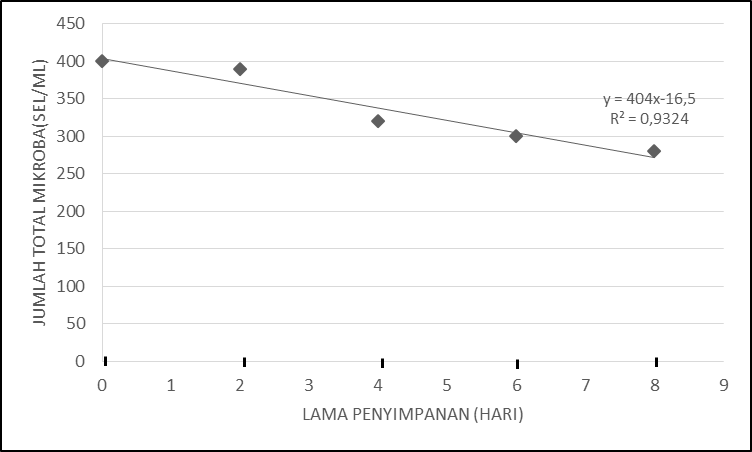 450
400
350
300
250
200
150
100
50
0
JUMLAH TOTAL MIKROBA(SEL/ML)
y = 404x-16,5
R² = 0,9324
0 1 2 3 4 5 6 7 8 9
LAMA PENYIMPANAN (HARI)